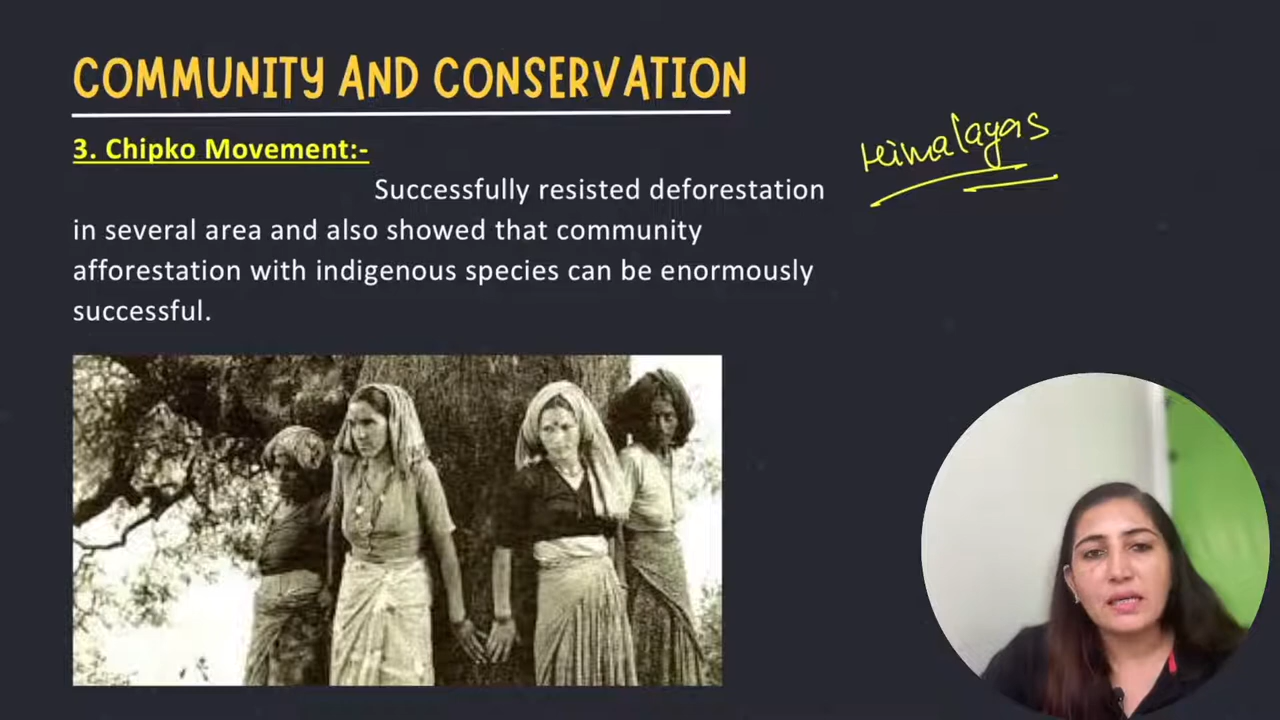 COMMUNITY AND CONSERVATION
3. Chipko Movement:-
Himalayas
Successfully resisted deforestation
in several area and also showed that community
afforestation with indigenous species can be enormously
successful.